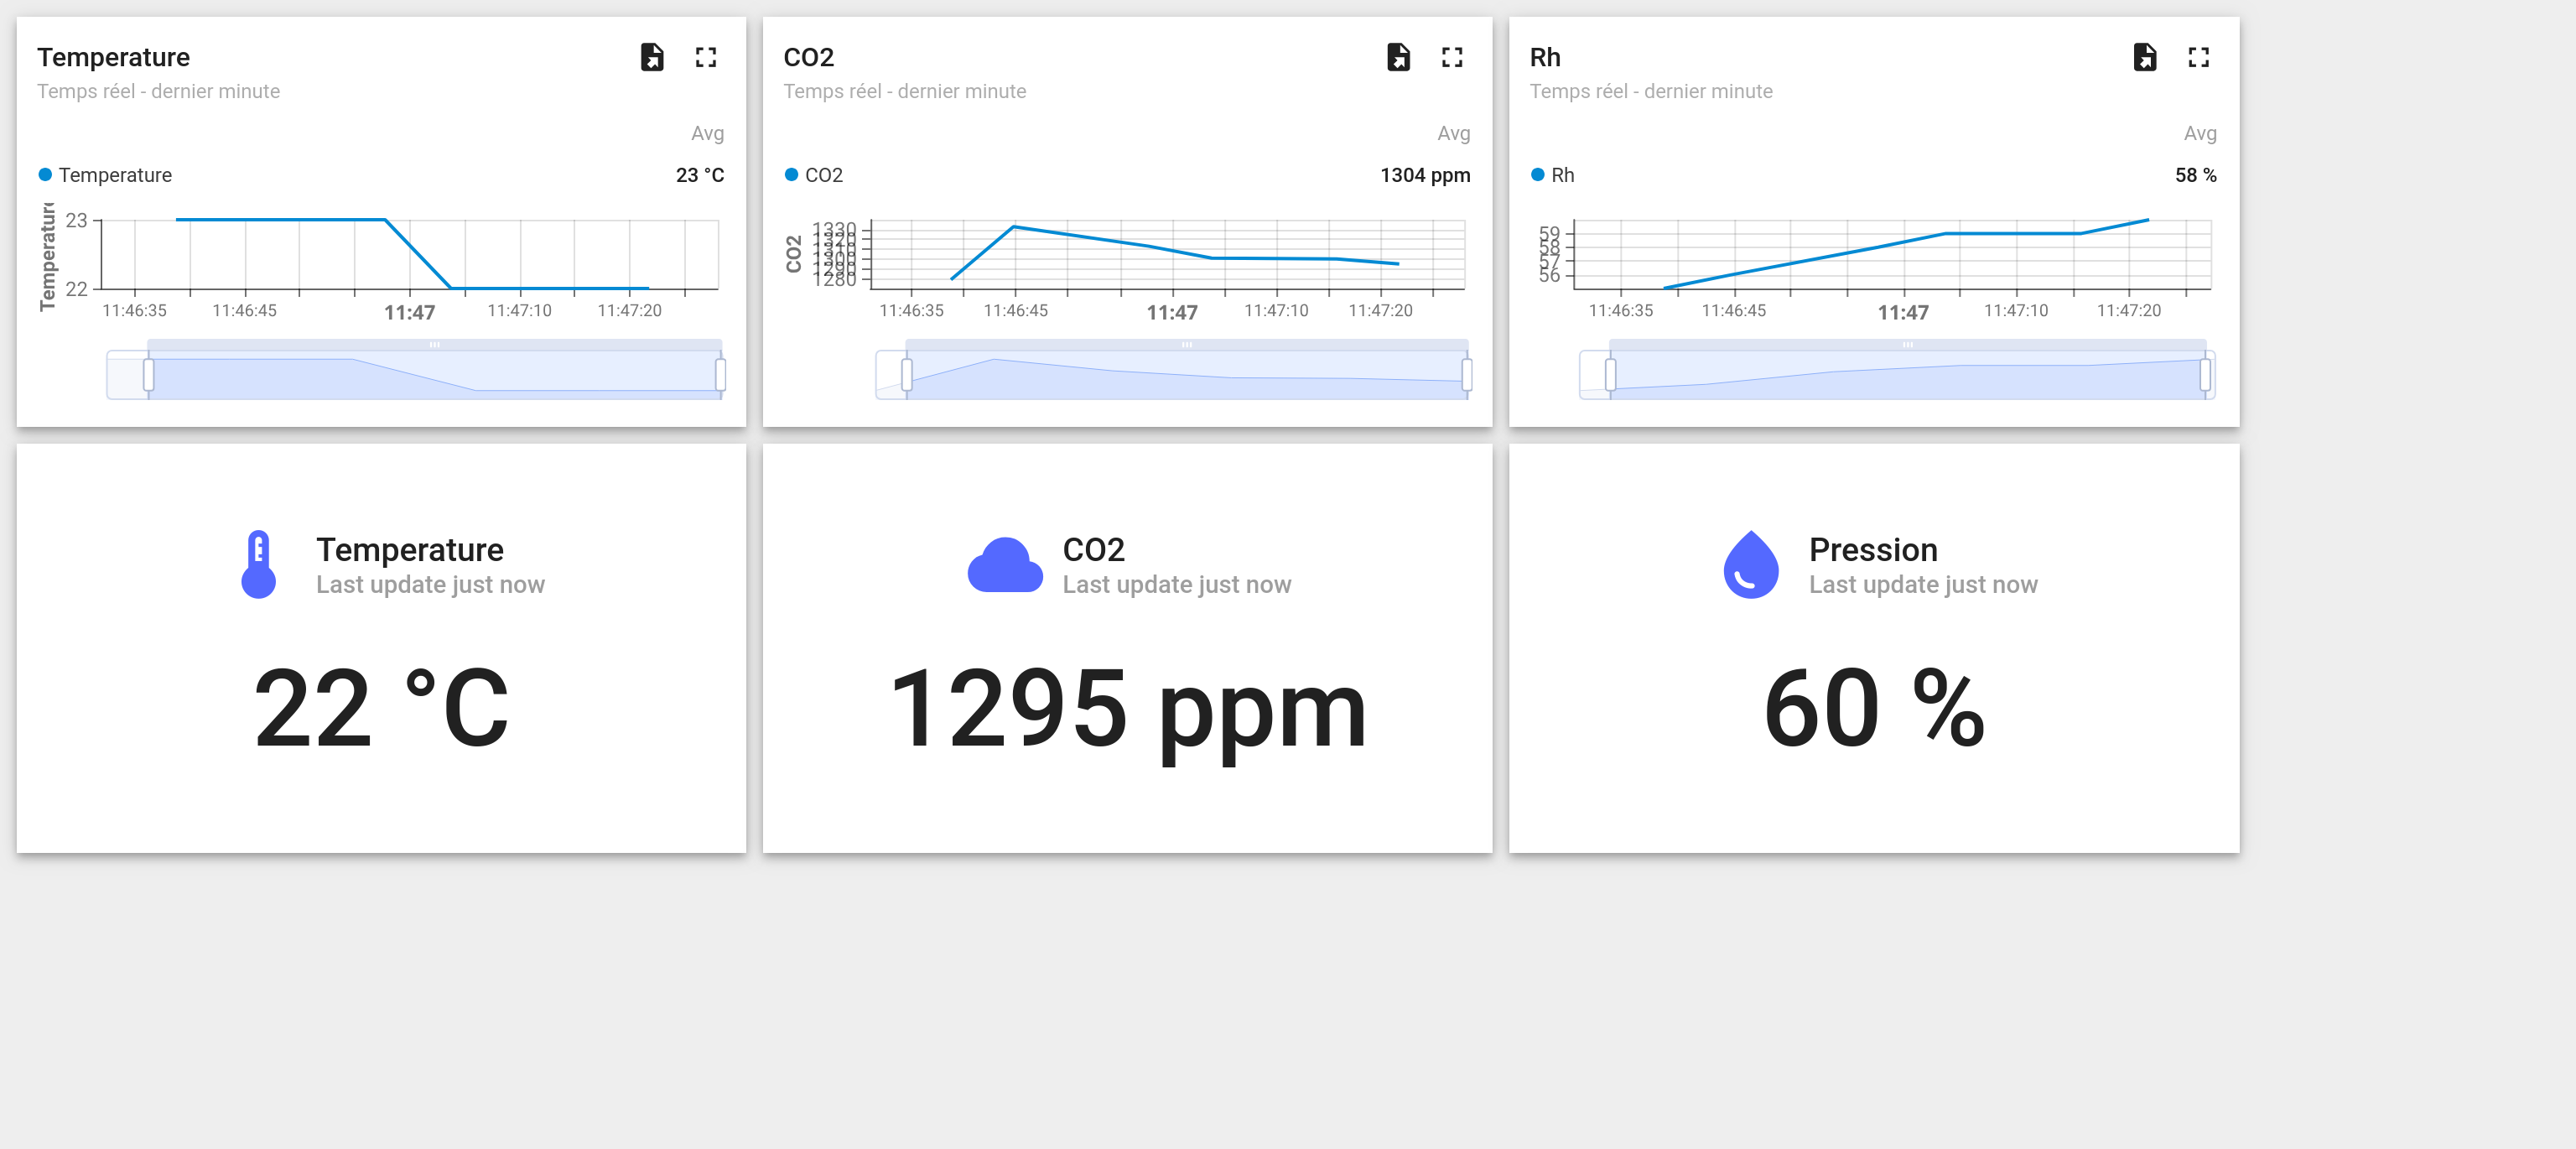 Temperature
Temps réel - dernier minute
Avg
Temperature 23 °C
Temperature
23
22
11:46:35 11:46:45 11:47 11:47:10 11:47:20
CO2
Temps réel - dernier minute
Avg
CO2 1304 ppm
CO2
1330
1320
1310
1300
1290
1280
11:46:35 11:46:45 11:47 11:47:10 11:47:20
Rh
Temps réel - dernier minute
Avg
Rh 58 %
59
58
57
56
11:46:35 11:46:45 11:47 11:47:10 11:47:20
Temperature
Last update just now
22 °C
CO2
Last update just now
1295 ppm
Pression
Last update just now
60 %